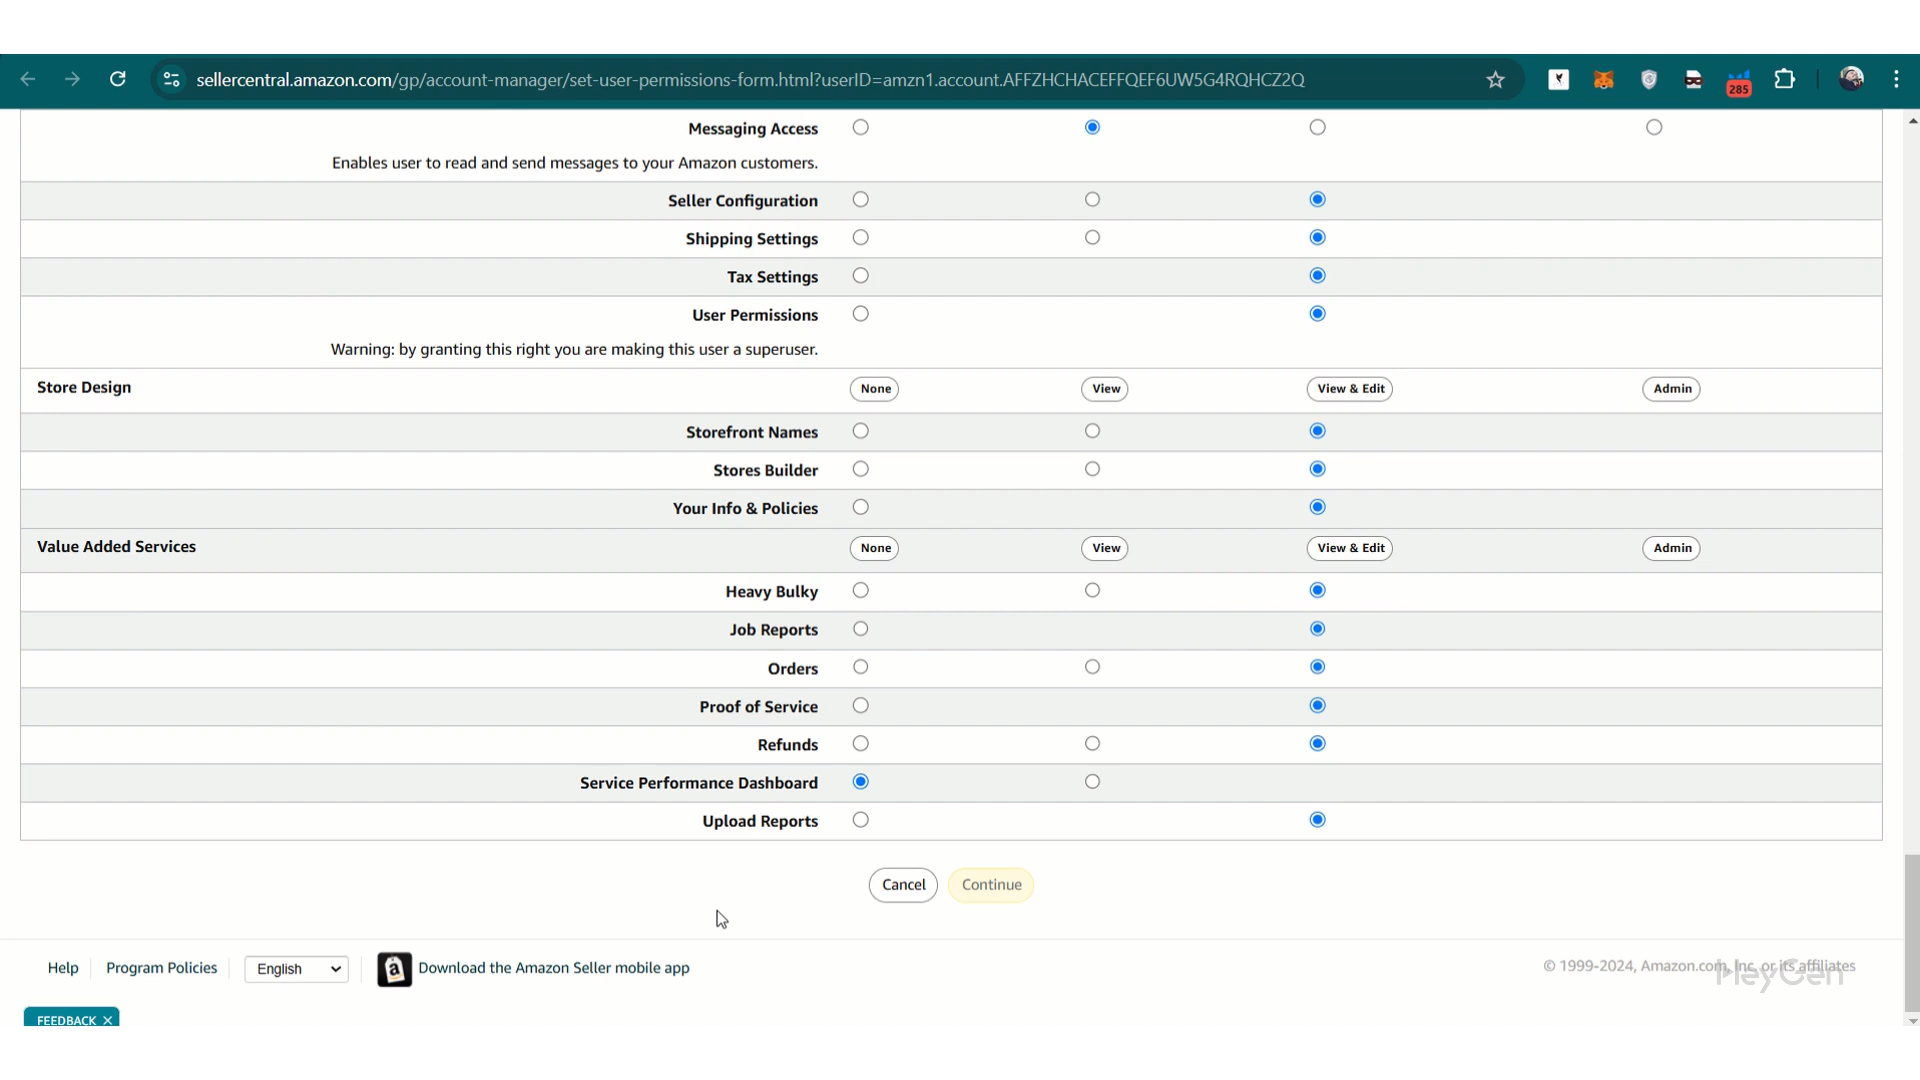 sellercentral.amazon.com/gp/account-manager/set-user-permissions-form.html?userID=amzn1.account.AFFZHCHACEFFQEF6UW5G4RQHCZ2Q
285
Messaging Access
Enables user to read and send messages to your Amazon customers.
Seller Configuration
Shipping Settings
Tax Settings
User Permissions
Warning: by granting this right you are making this user a superuser.
Store Design None View View & Edit Admin
Storefront Names
Stores Builder
Your Info & Policies
Value Added Services None View View & Edit Admin
Heavy Bulky
Job Reports
Orders
Proof of Service
Refunds
Service Performance Dashboard
Upload Reports
Cancel Continue
Help Program Policies English a Download the Amazon Seller mobile app © 1999-2024, Amazon.com, Inc. or its affiliates
HeyGen
FEEDBACK ×